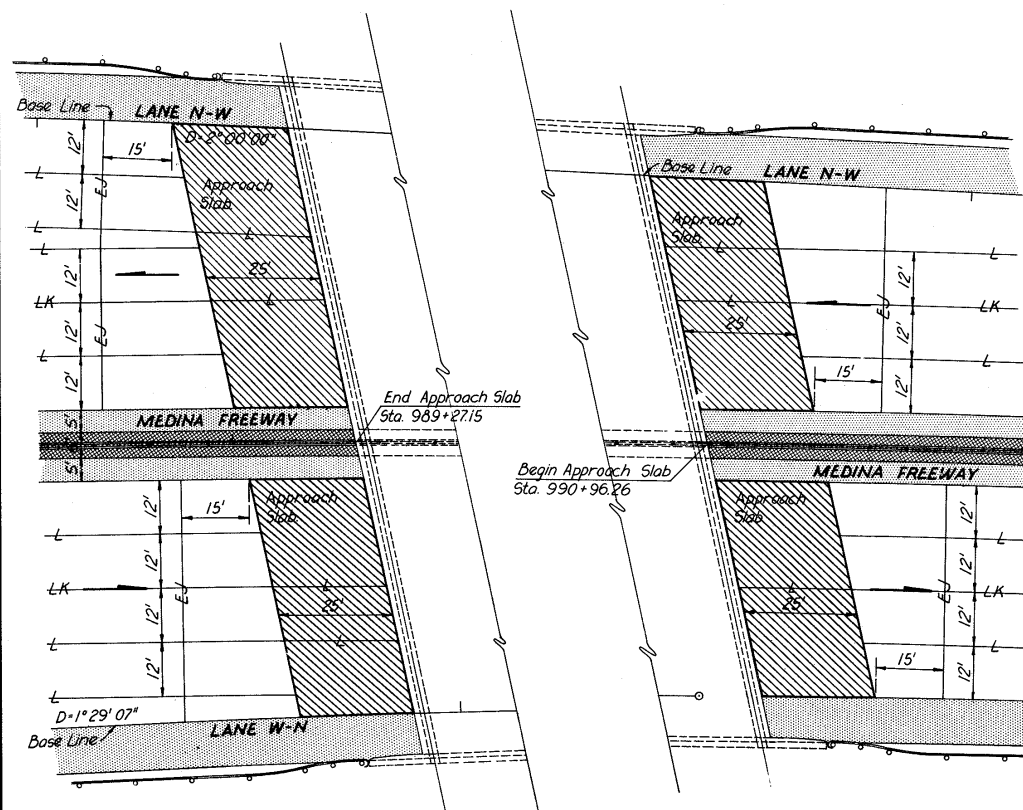 Base Line
LANE N-W
D=2°00'00"
12'
15'
EJ
L
12'
Approach
Slab.
L
L
L
12'
25'
LK
L
12'
EJ
L
12'
5'
MEDINA FREEWAY
5'
End Approach Slab
Sta. 989+27.15
Base Line
LANE N-W
Approach
Slab.
L
L
12'
L
EJ
LK
25'
12'
L
15'
12'
Begin Approach Slab
Sta. 990+96.26
MEDINA FREEWAY
Approach
Slab.
12'
15'
L
12'
LK
EJ
L
25'
12'
L
L
12'
L
D=1°29'07"
Base Line
LANE W-N
Approach
Slab.
12'
L
12'
L
EJ
LK
25'
12'
L
15'
12'